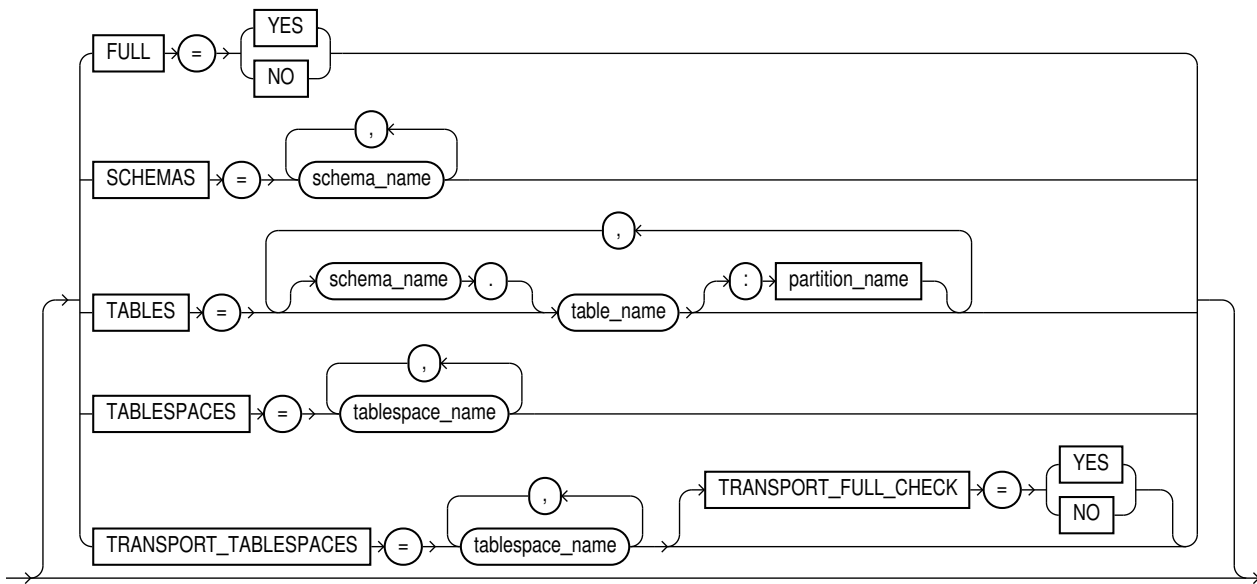 YES
FULL =
NO
,
SCHEMAS = schema_name
,
schema_name . : partition_name
TABLES = table_name
,
TABLESPACES = tablespace_name
YES
TRANSPORT_FULL_CHECK =
NO
,
TRANSPORT_TABLESPACES = tablespace_name